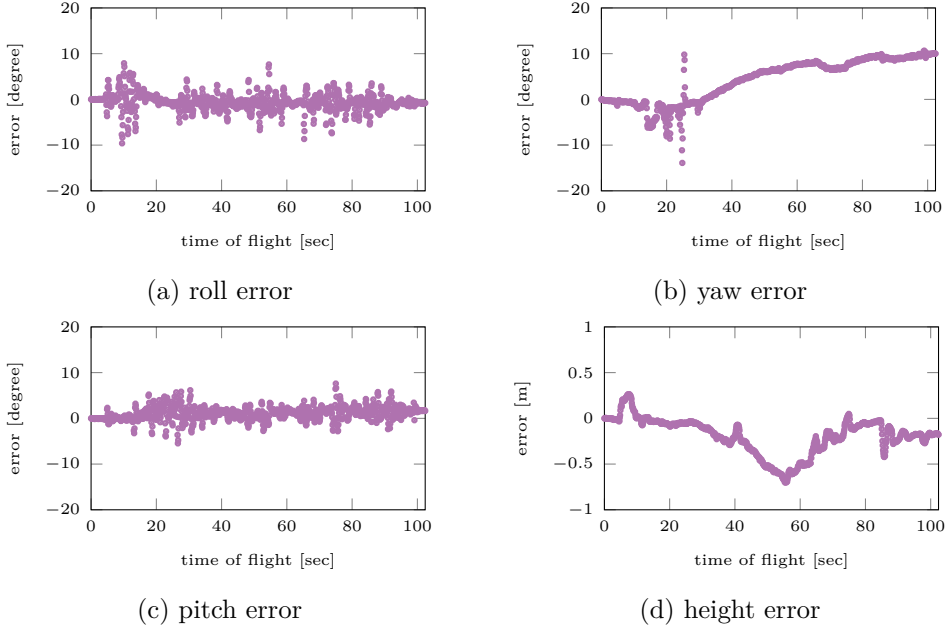 20
10
0
−10
−20
error [degree]
0 20 40 60 80 100
time of flight [sec]
(a) roll error
20
10
0
−10
−20
error [degree]
0 20 40 60 80 100
time of flight [sec]
(b) yaw error
20
10
0
−10
−20
error [degree]
0 20 40 60 80 100
time of flight [sec]
(c) pitch error
1
0.5
0
−0.5
−1
error [m]
0 20 40 60 80 100
time of flight [sec]
(d) height error